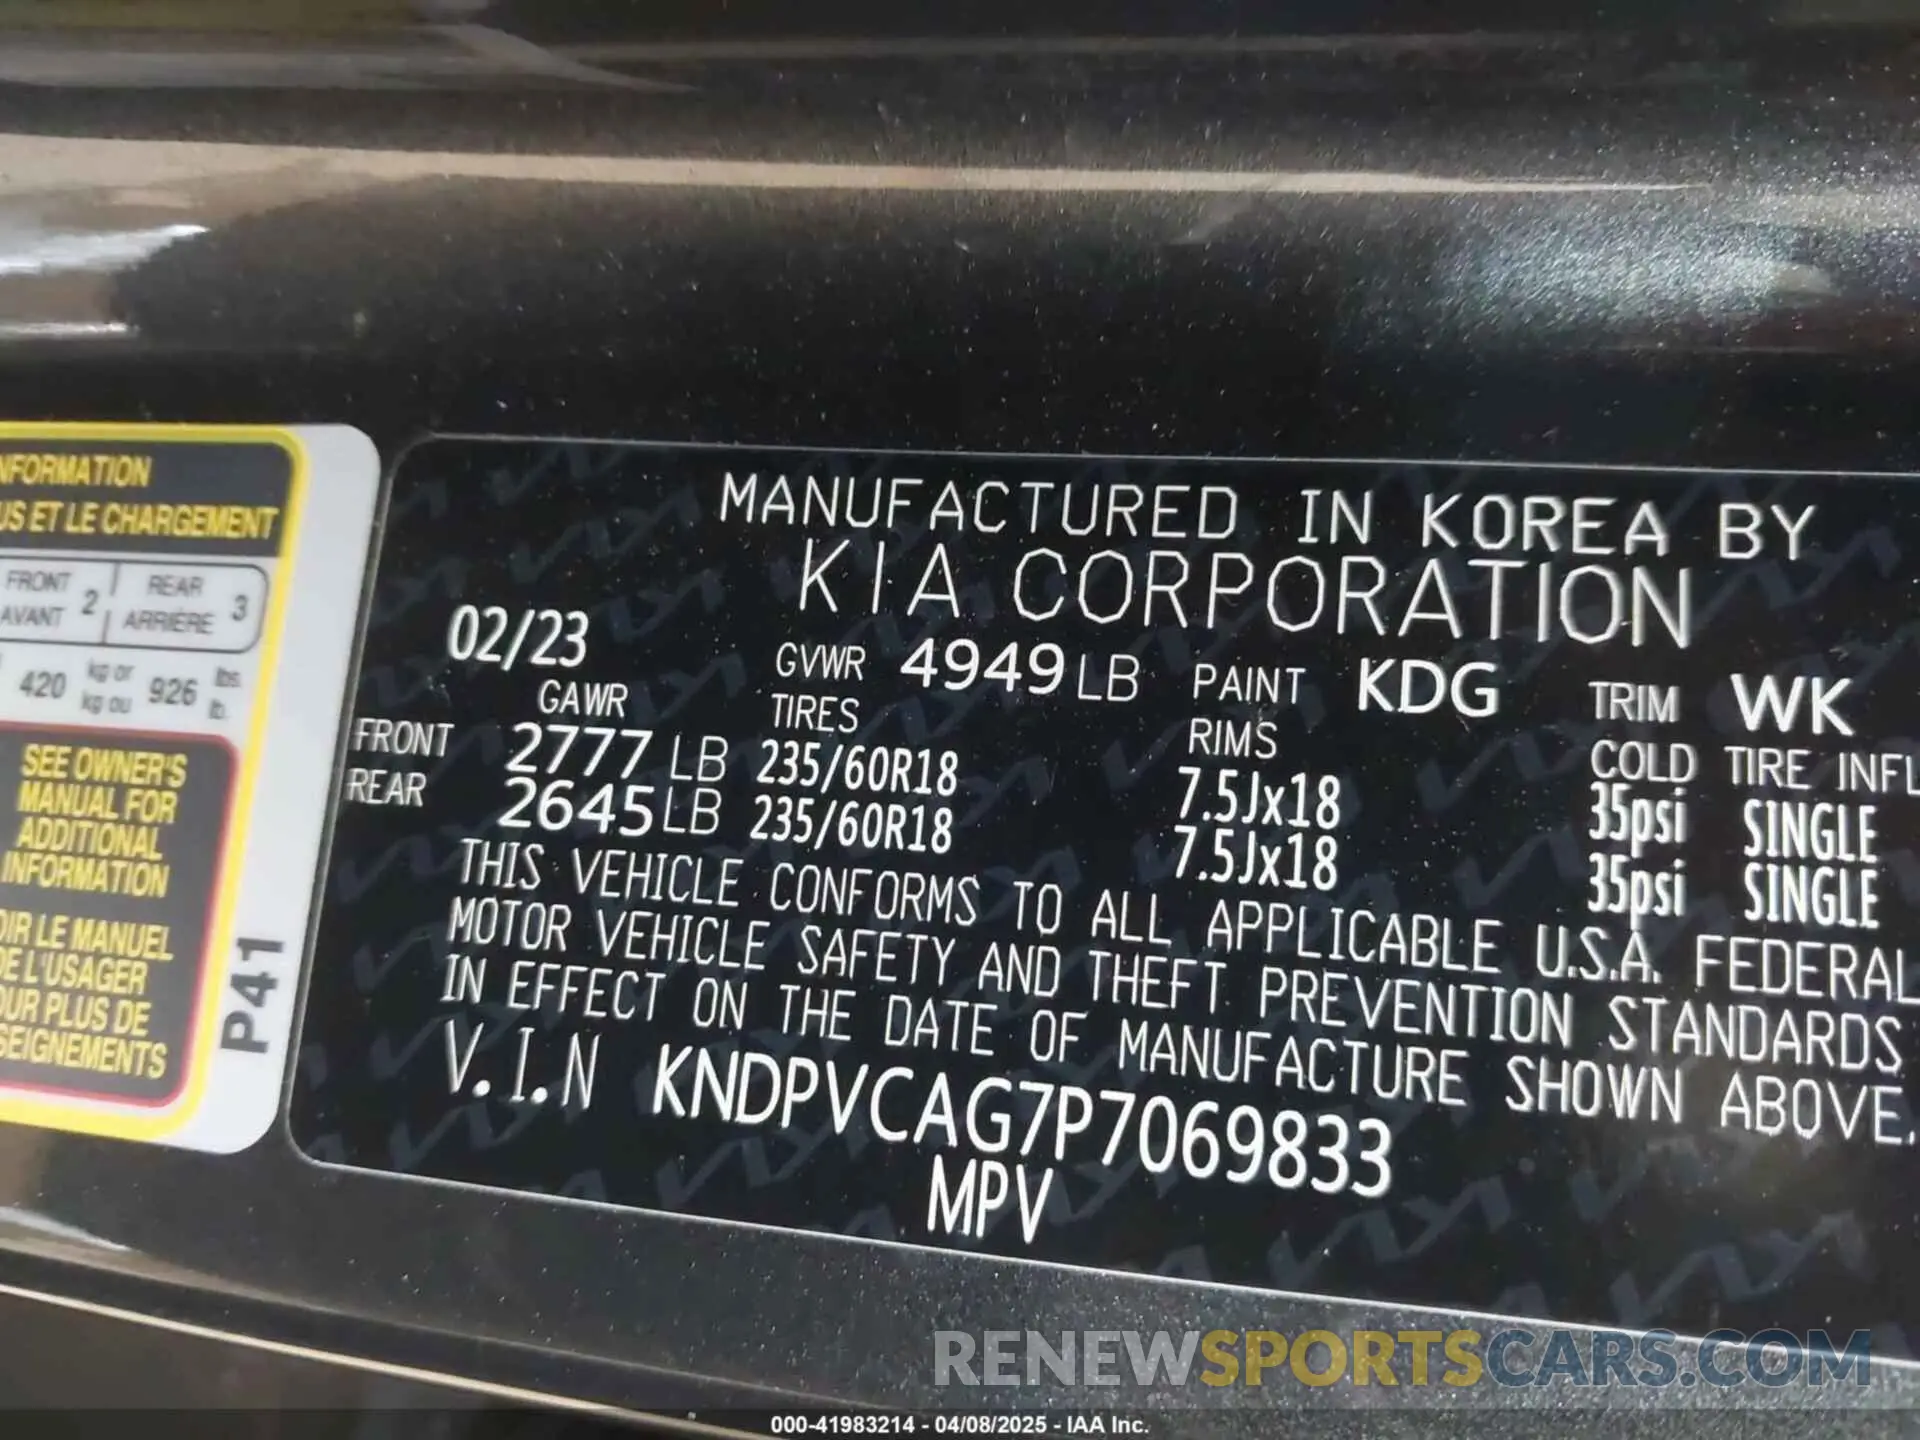 NFORMATION
US ET LE CHARGEMENT
FRONT
AVANT 2
REAR
ARRIÈRE 3
420 kg or
kg ou 926 lbs.
lb.
SEE OWNER'S
MANUAL FOR
ADDITIONAL
INFORMATION
OIR LE MANUEL
DE L'USAGER
OUR PLUS DE
SEIGNEMENTS
P41
MANUFACTURED IN KOREA BY
KIA CORPORATION
02/23 GVWR 4949 LB PAINT KDG TRIM WK
GAWR TIRES RIMS COLD TIRE INFL
FRONT 2777 LB 235/60R18 7.5Jx18 35psi SINGLE
REAR 2645 LB 235/60R18 7.5Jx18 35psi SINGLE
THIS VEHICLE CONFORMS TO ALL APPLICABLE U.S.A. FEDERAL
MOTOR VEHICLE SAFETY AND THEFT PREVENTION STANDARDS
IN EFFECT ON THE DATE OF MANUFACTURE SHOWN ABOVE.
V.I.N KNDPVCAG7P7069833
MPV
RENEWSPORTSCARS.COM
000-41983214 - 04/08/2025 - IAA Inc.